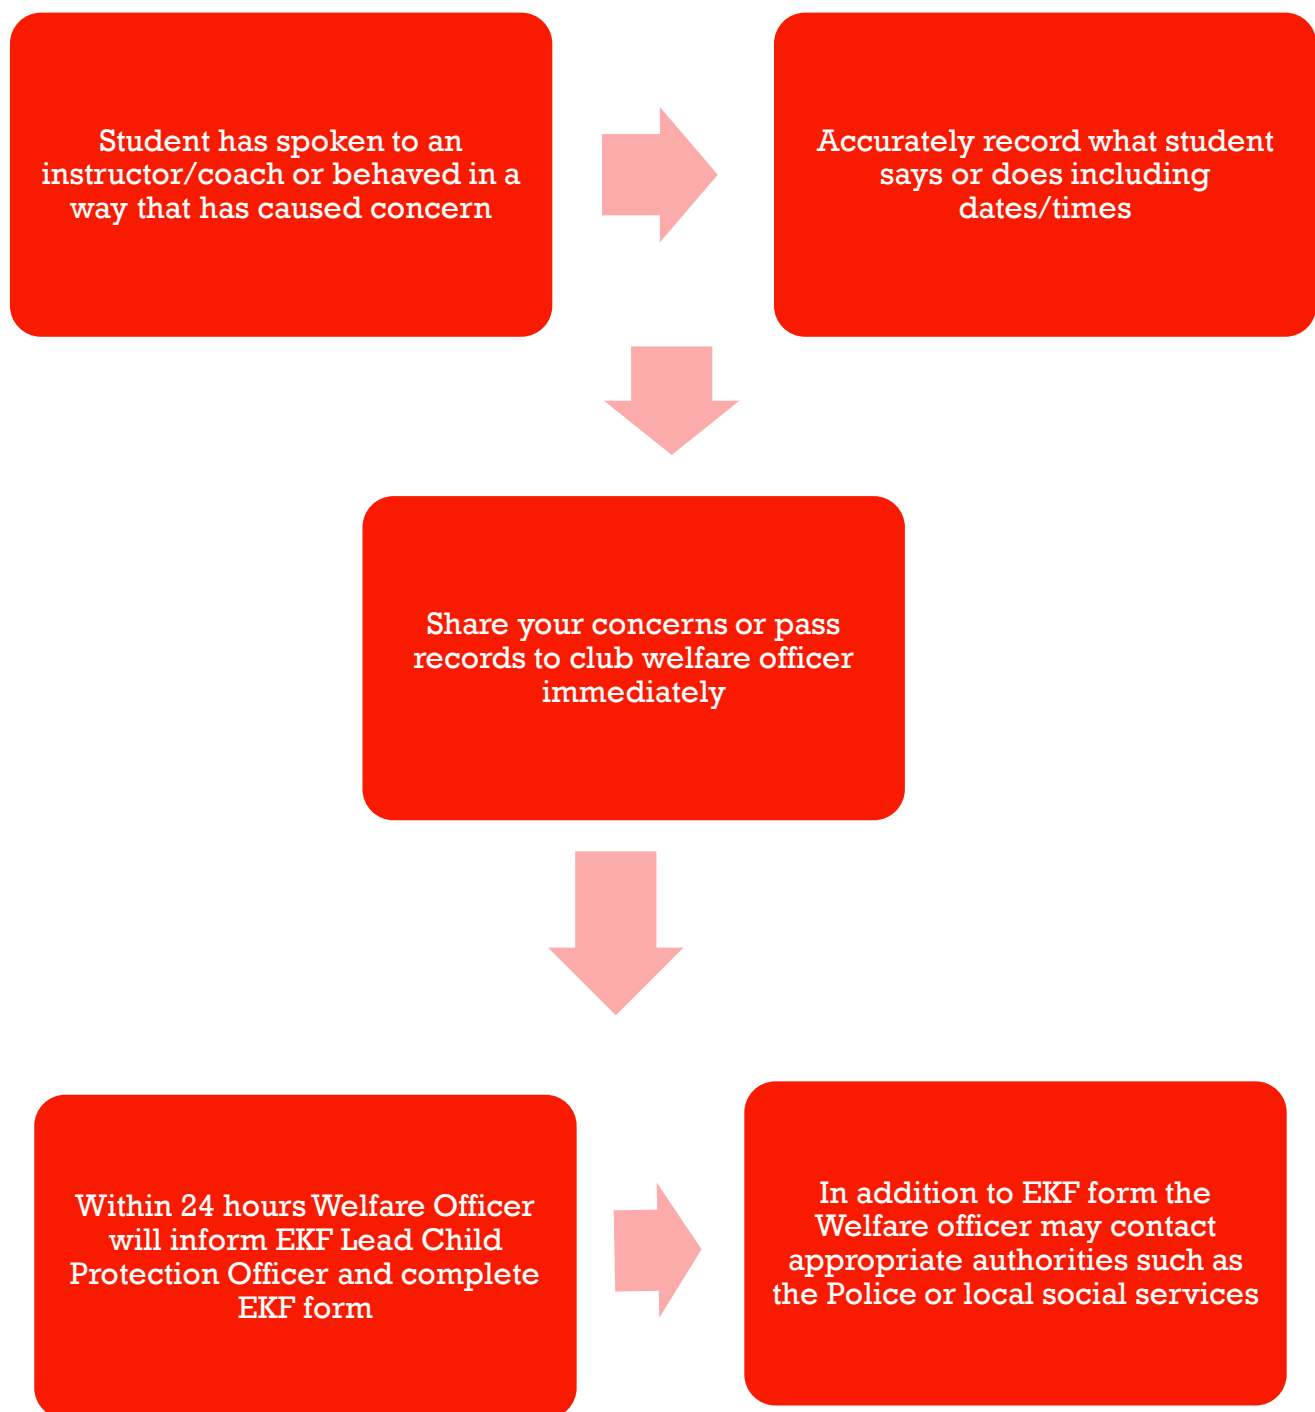 Student has spoken to an
instructor/coach or behaved in a
way that has caused concern
Accurately record what student
says or does including
dates/times
Share your concerns or pass
records to club welfare officer
immediately
Within 24 hours Welfare Officer
will inform EKF Lead Child
Protection Officer and complete
EKF form
In addition to EKF form the
Welfare officer may contact
appropriate authorities such as
the Police or local social services